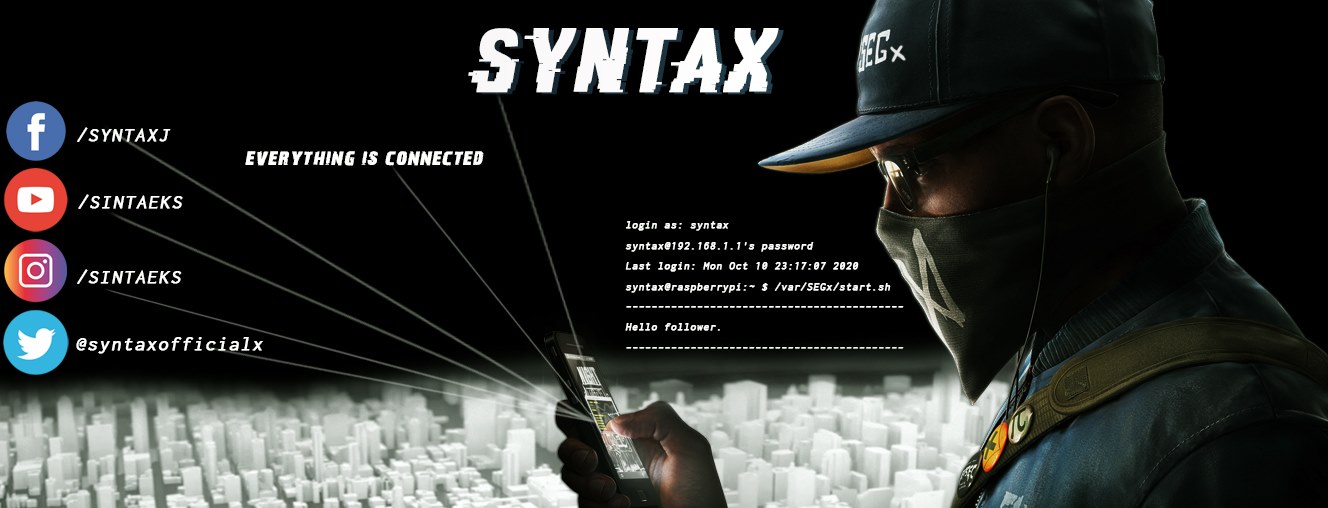 SYNTAX
SEGx
/SYNTAXJ
EVERYTHING IS CONNECTED
/SINTAEKS
/SINTAEKS
@syntaxofficialx
login as: syntax
syntax@192.168.1.1's password
Last login: Mon Oct 10 23:17:07 2020
syntax@raspberrypi:~ $ /var/SEGx/start.sh
--------------------------------------------
Hello follower.
--------------------------------------------